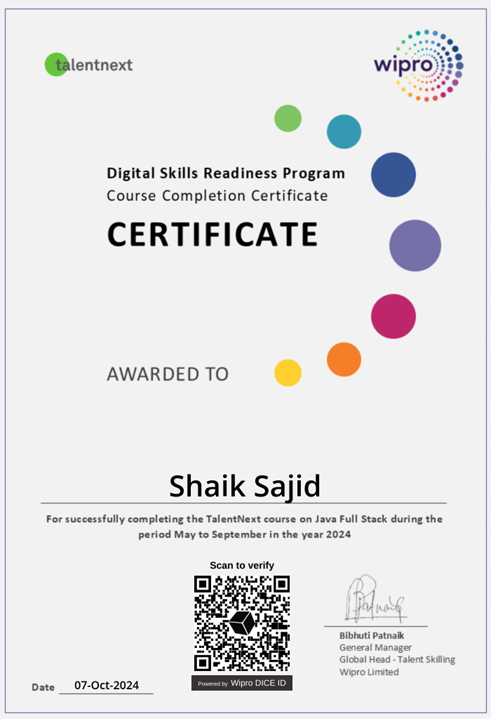 talentnext
wipro
Digital Skills Readiness Program
Course Completion Certificate
CERTIFICATE
AWARDED TO
Shaik Sajid
For successfully completing the TalentNext course on Java Full Stack during the
period May to September in the year 2024
Scan to verify
Powered by Wipro DICE ID
Bibhuti Patnaik
General Manager
Global Head - Talent Skilling
Wipro Limited
Date 07-Oct-2024